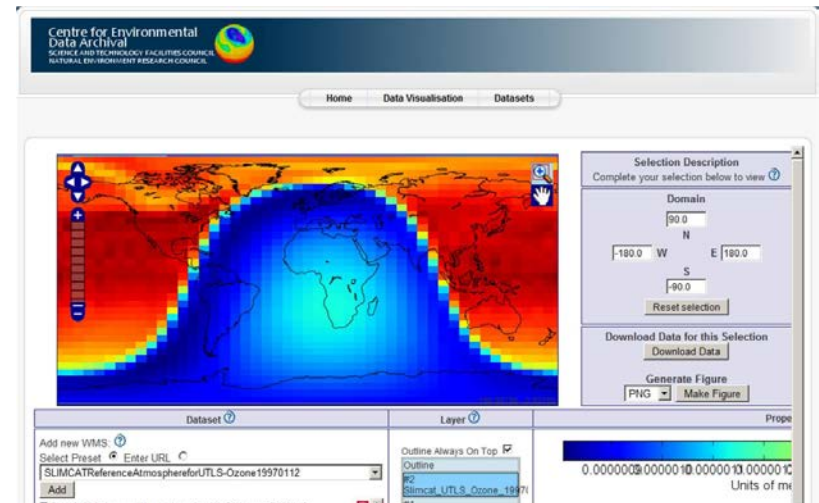 Centre for Environmental
Data Archival
SCIENCE AND TECHNOLOGY FACILITIES COUNCIL
NATURAL ENVIRONMENT RESEARCH COUNCIL
Home Data Visualisation Datasets
Selection Description
Complete your selection below to view
Domain
90.0
N
-180.0 W E 180.0
S
-90.0
Reset selection
Download Data for this Selection
Download Data
Generate Figure
PNG Make Figure
Dataset Layer Prope
Add new WMS:
Select Preset Enter URL
SLIMCATReferenceAtmosphereforUTLS-Ozone19970112
Add
Outline Always On Top
Outline
#2
Slimcat_UTLS_Ozone_1997
Units of me